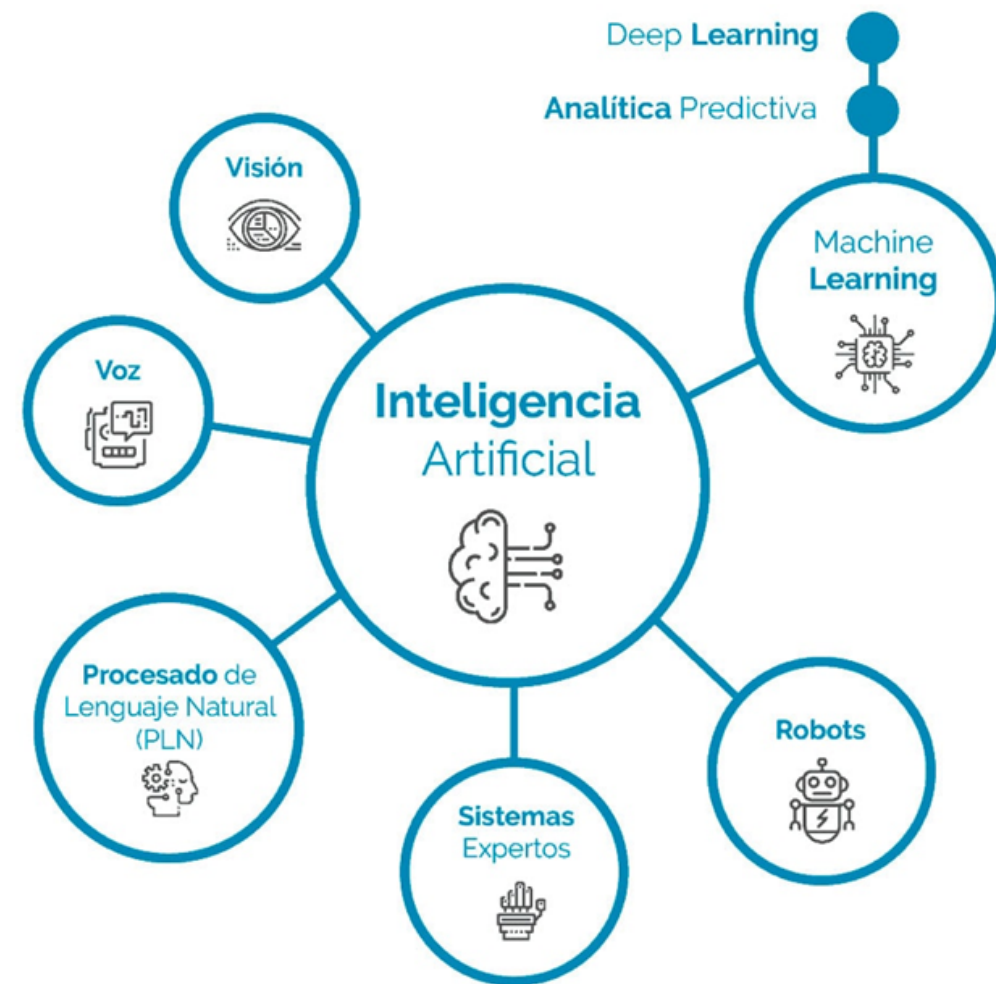 Deep Learning
Analítica Predictiva
Visión
Machine
Learning
Voz
Inteligencia
Artificial
Procesado de
Lenguaje Natural
(PLN)
Robots
Sistemas
Expertos